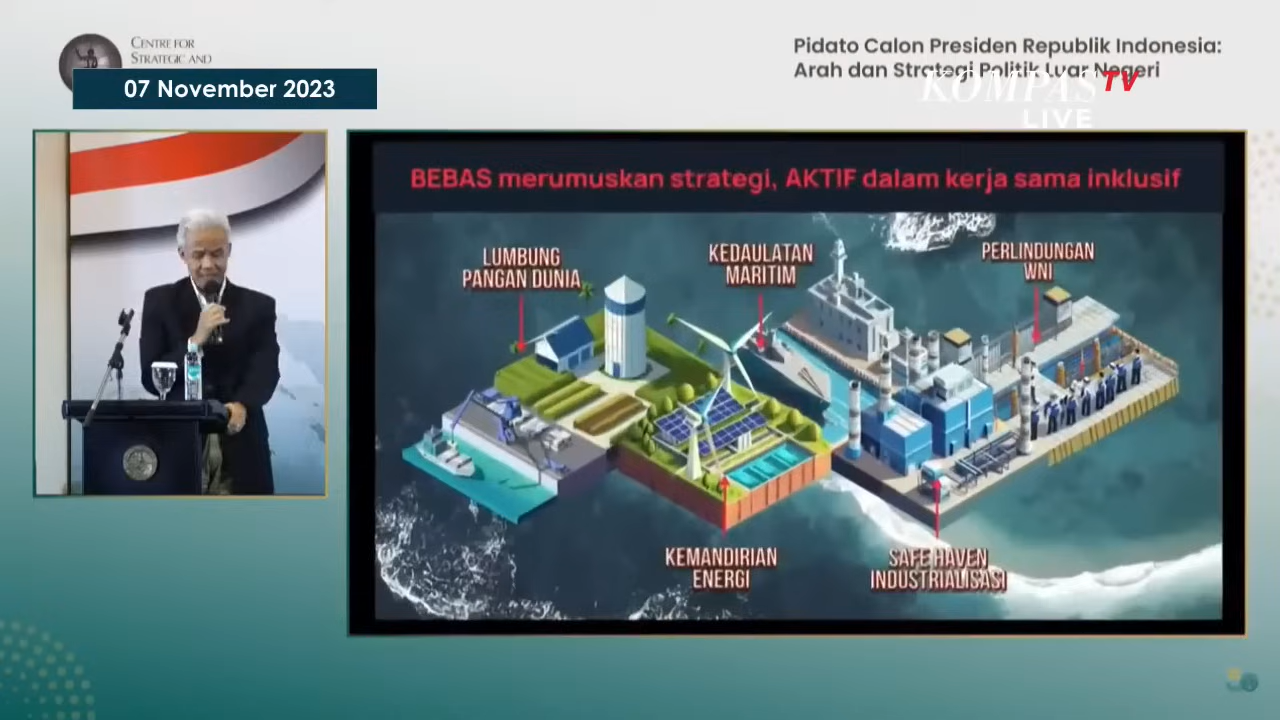 CENTRE FOR
STRATEGIC AND
07 November 2023
Pidato Calon Presiden Republik Indonesia:
Arah dan Strategi Politik Luar Negeri
KOMPAS TV
LIVE
BEBAS merumuskan strategi, AKTIF dalam kerja sama inklusif
LUMBUNG
PANGAN DUNIA
KEDAULATAN
MARITIM
PERLINDUNGAN
WNI
KEMANDIRIAN
ENERGI
SAFE HAVEN
INDUSTRIALISASI